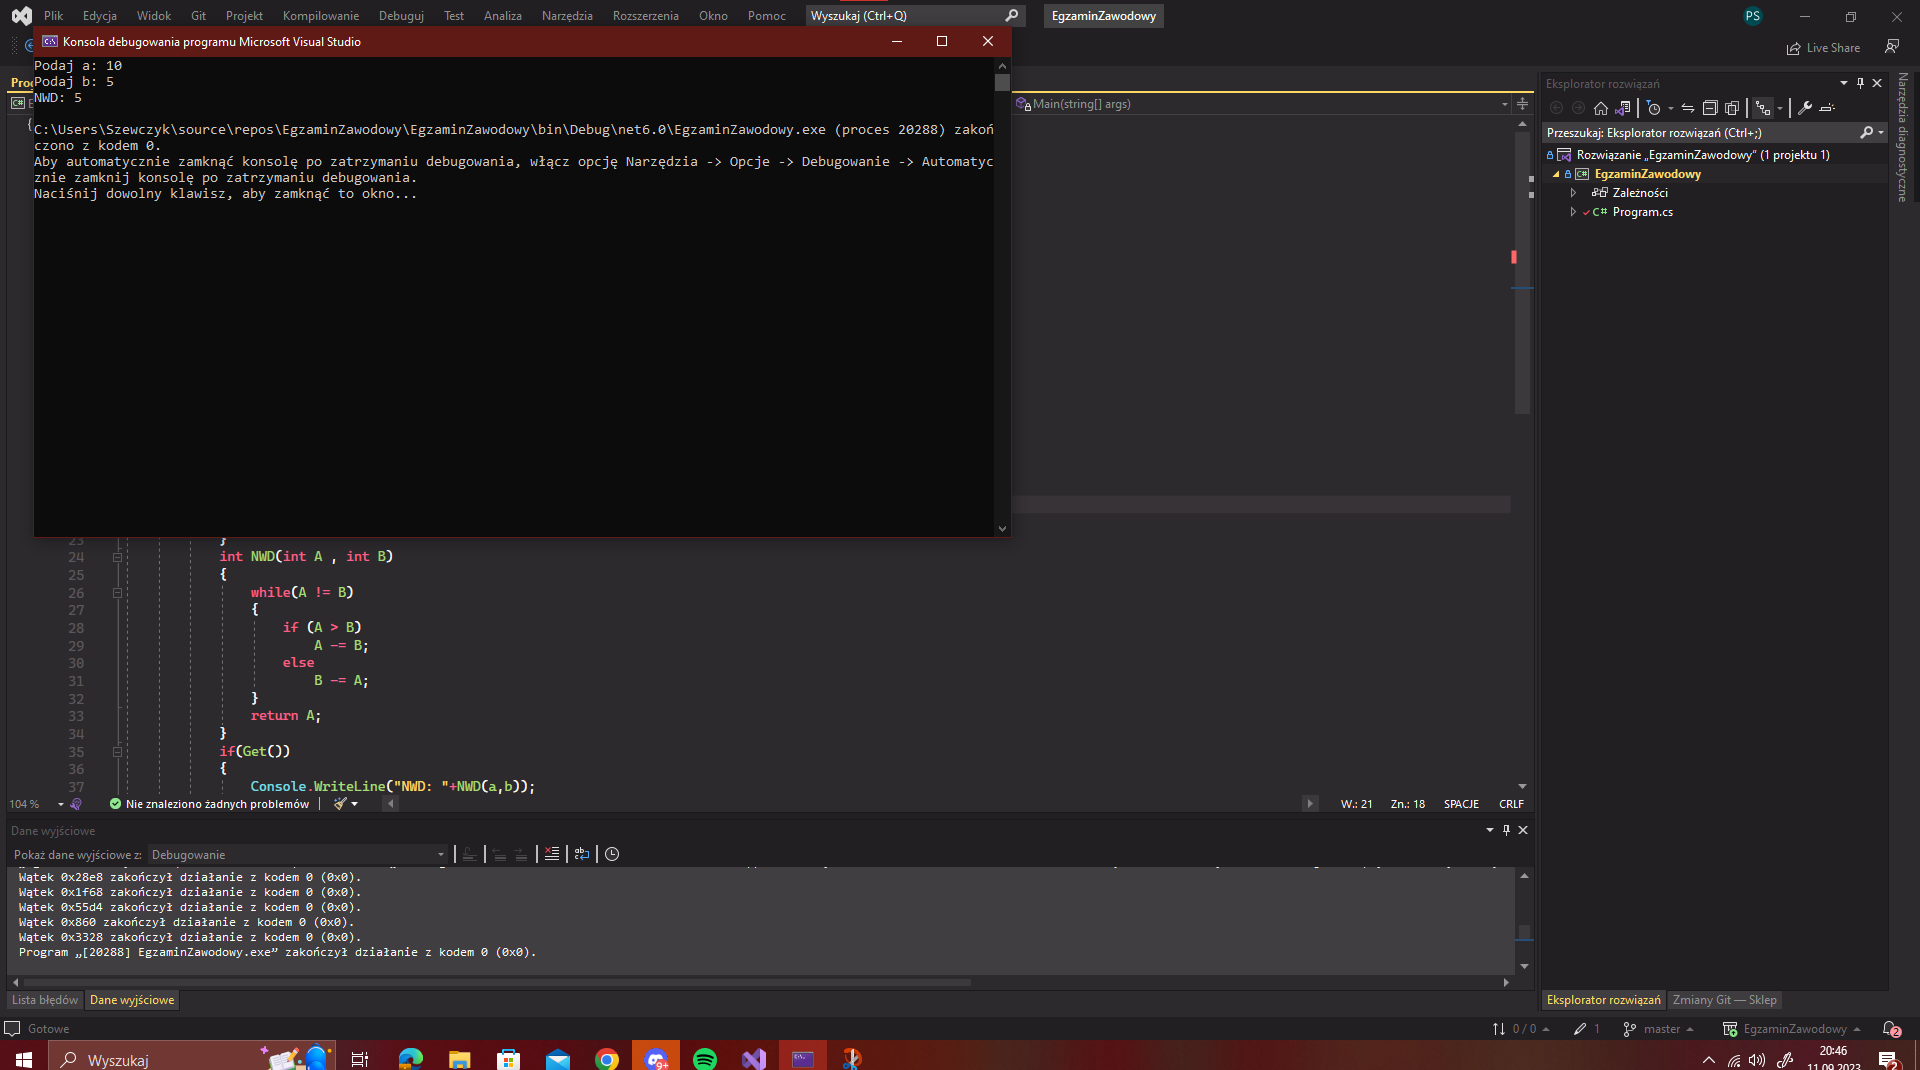 Plik Edycja Widok Git Projekt Kompilowanie Debuguj Test Analiza Narzędzia Rozszerzenia Okno Pomoc Wyszukaj (Ctrl+Q) EgzaminZawodowy PS
Live Share
Konsola debugowania programu Microsoft Visual Studio
Podaj a: 10
Podaj b: 5
NWD: 5
C:\Users\Szewczyk\source\repos\EgzaminZawodowy\EgzaminZawodowy\bin\Debug\net6.0\EgzaminZawodowy.exe (proces 20288) zakoń
czono z kodem 0.
Aby automatycznie zamknąć konsolę po zatrzymaniu debugowania, włącz opcję Narzędzia -> Opcje -> Debugowanie -> Automatyc
znie zamknij konsolę po zatrzymaniu debugowania.
Naciśnij dowolny klawisz, aby zamknąć to okno...
Main(string[] args)
Eksplorator rozwiązań
Przeszukaj: Eksplorator rozwiązań (Ctrl+;)
Rozwiązanie „EgzaminZawodowy” (1 projektu 1)
EgzaminZawodowy
Zależności
C# Program.cs
Narzędzia diagnostyczne
23 }
24 int NWD(int A , int B)
25 {
26 while(A != B)
27 {
28 if (A > B)
29 A -= B;
30 else
31 B -= A;
32 }
33 return A;
34 }
35 if(Get())
36 {
37 Console.WriteLine("NWD: "+NWD(a,b));
104 % Nie znaleziono żadnych problemów W.: 21 Zn.: 18 SPACJE CRLF
Dane wyjściowe
Pokaż dane wyjściowe z: Debugowanie
Wątek 0x28e8 zakończył działanie z kodem 0 (0x0).
Wątek 0x1f68 zakończył działanie z kodem 0 (0x0).
Wątek 0x55d4 zakończył działanie z kodem 0 (0x0).
Wątek 0x860 zakończył działanie z kodem 0 (0x0).
Wątek 0x3328 zakończył działanie z kodem 0 (0x0).
Program „[20288] EgzaminZawodowy.exe” zakończył działanie z kodem 0 (0x0).
Lista błędów Dane wyjściowe
Eksplorator rozwiązań Zmiany Git — Sklep
Gotowe 0 / 0 1 master EgzaminZawodowy 2
Wyszukaj 9+ 20:46
11.09.2023 2